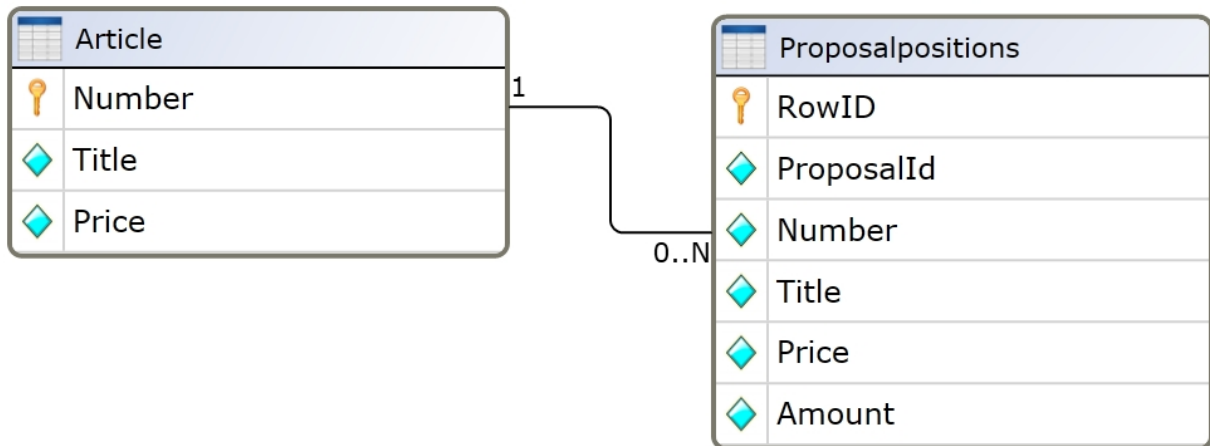 Article
Number
Title
Price
1
0..N
Proposalpositions
RowID
ProposalId
Number
Title
Price
Amount